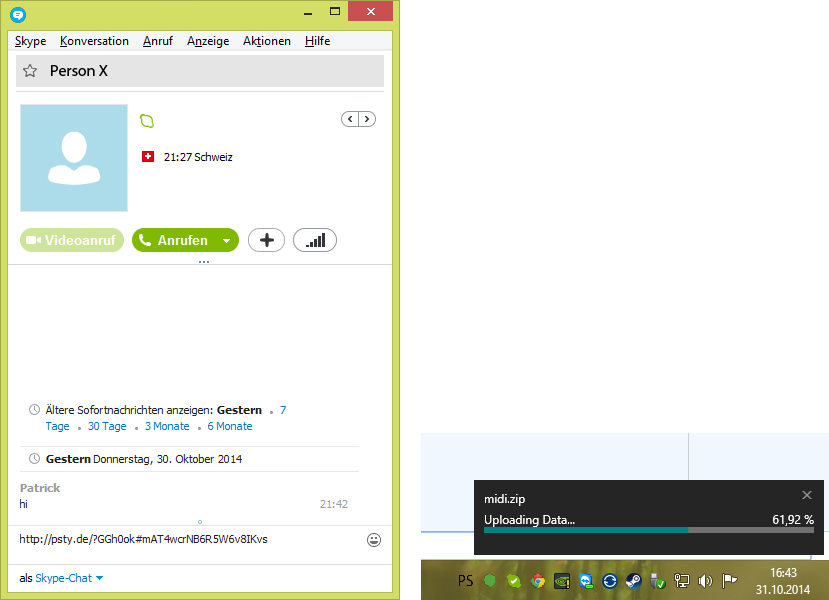 Skype Konversation Anruf Anzeige Aktionen Hilfe
Person X
21:27 Schweiz
Videoanruf Anrufen
Ältere Sofortnachrichten anzeigen: Gestern . 7
Tage . 30 Tage . 3 Monate . 6 Monate
Gestern Donnerstag, 30. Oktober 2014
Patrick
hi 21:42
http://psty.de/?GGh0ok#mAT4wcrNB6R5W6v8IKvs
als Skype-Chat
midi.zip
Uploading Data... 61,92 %
PS 16:43
31.10.2014